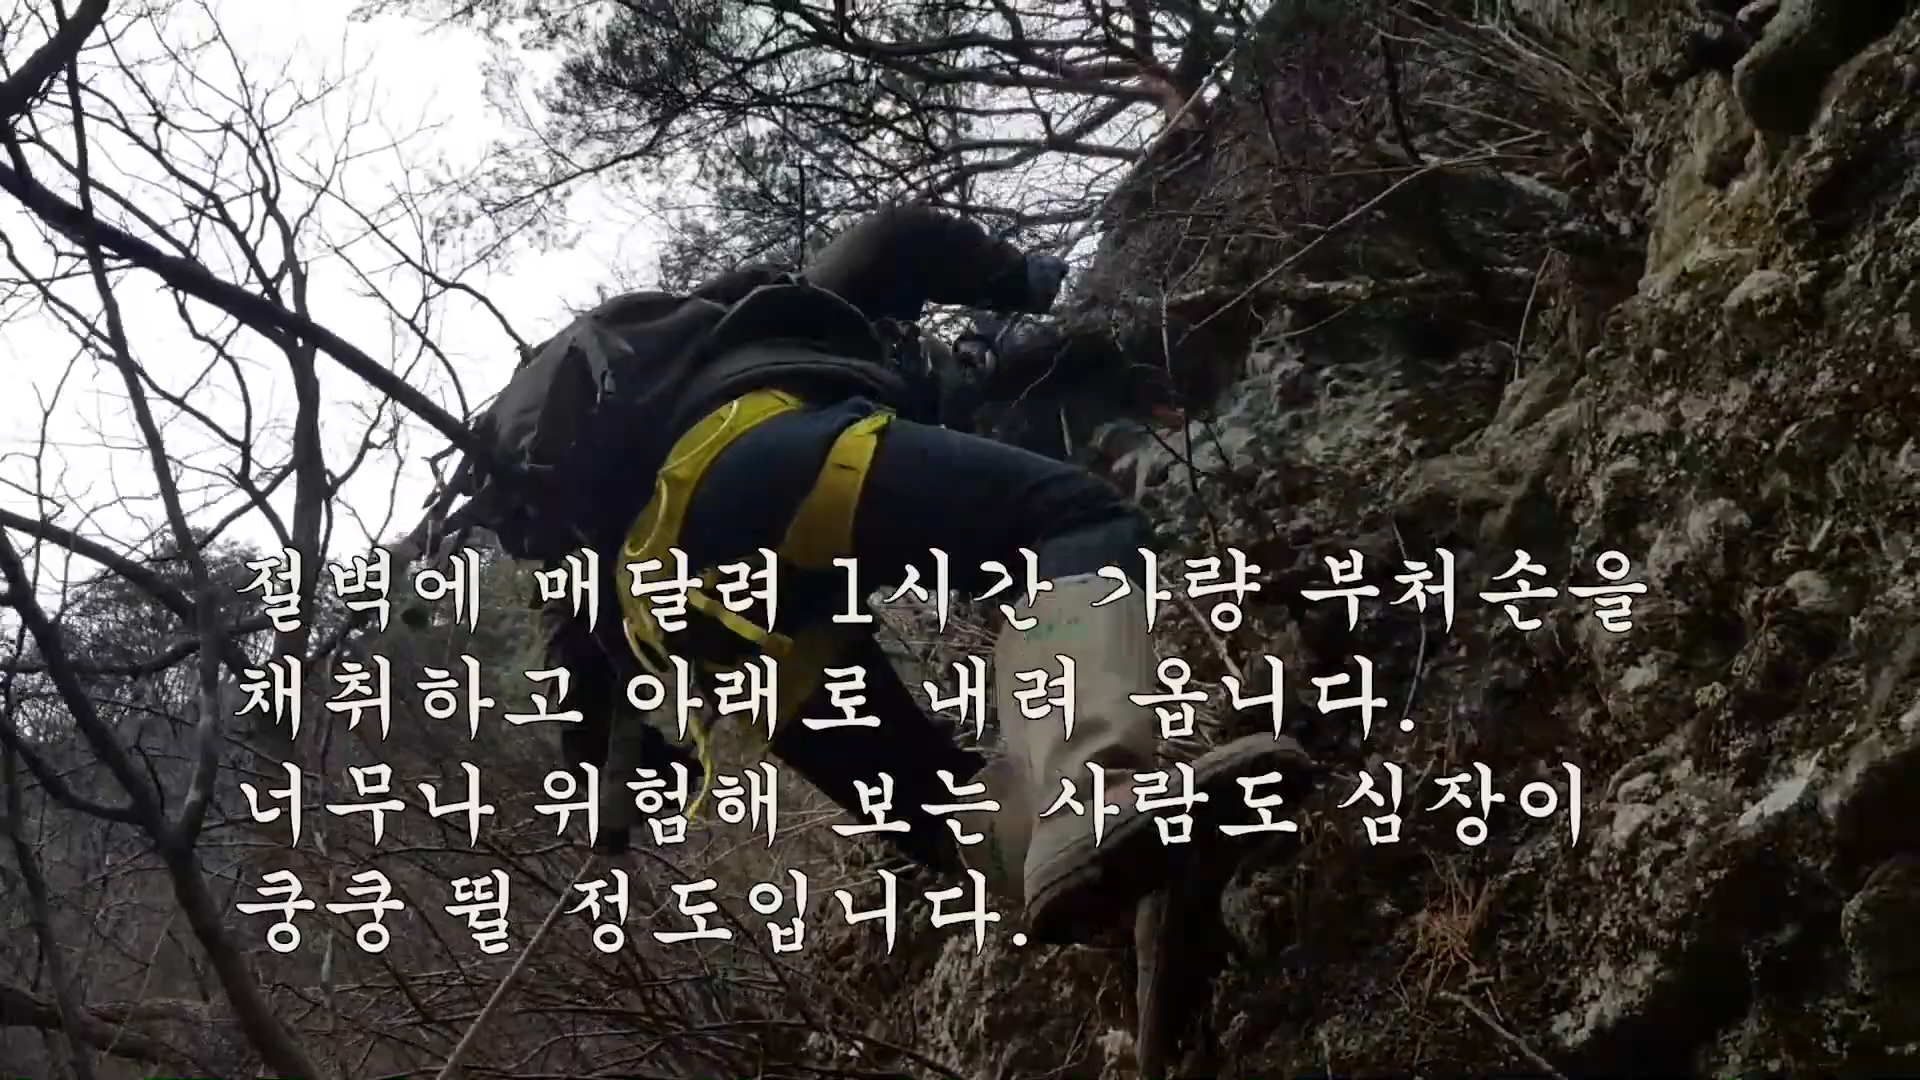 절벽에 매달려 1시간 가량 부처손을
채취하고 아래로 내려 옵니다.
너무나 위험해 보는 사람도 심장이
쿵쿵 뛸 정도입니다.